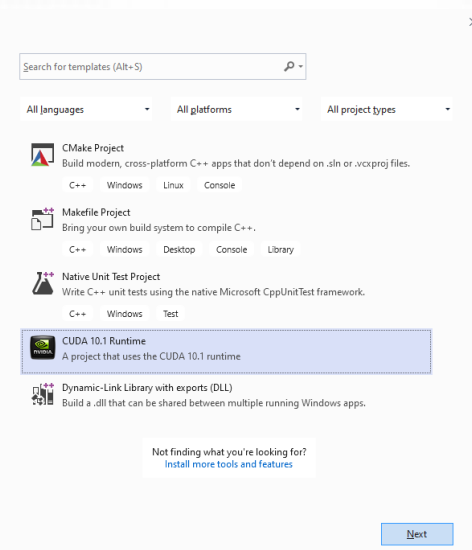 Search for templates (Alt+S)
All languages
All platforms
All project types
CMake Project
Build modern, cross-platform C++ apps that don't depend on .sln or .vcxproj files.
C++ Windows Linux Console
++
Makefile Project
Bring your own build system to compile C++.
C++ Windows Desktop Console Library
++
Native Unit Test Project
Write C++ unit tests using the native Microsoft CppUnitTest framework.
C++ Windows Test
NVIDIA
CUDA 10.1 Runtime
A project that uses the CUDA 10.1 runtime
++
Dynamic-Link Library with exports (DLL)
Build a .dll that can be shared between multiple running Windows apps.
Not finding what you're looking for?
Install more tools and features
Next